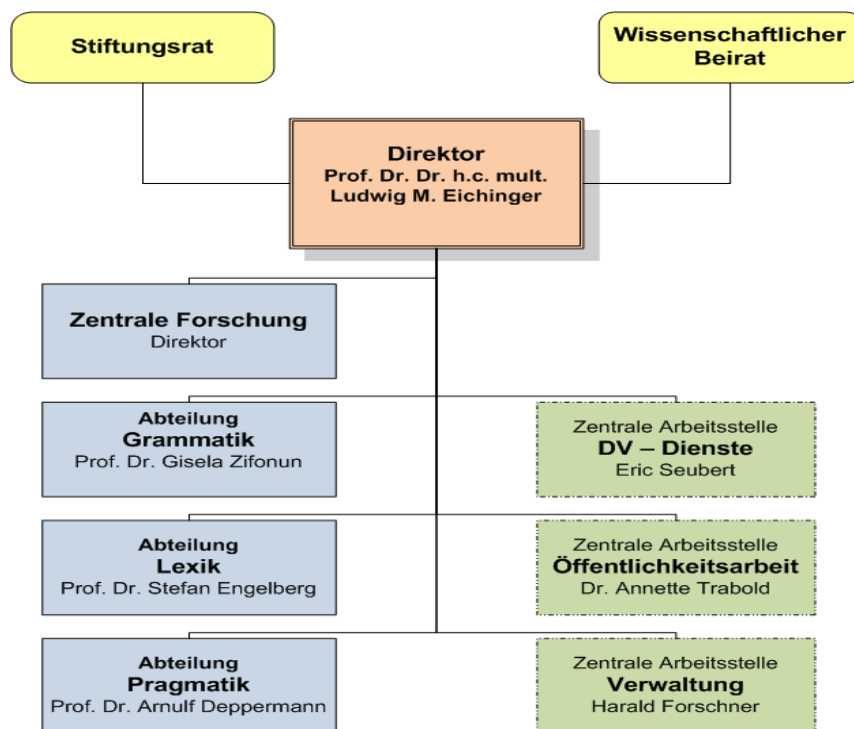 Stiftungsrat
Wissenschaftlicher
Beirat
Direktor
Prof. Dr. Dr. h.c. mult.
Ludwig M. Eichinger
Zentrale Forschung
Direktor
Abteilung
Grammatik
Prof. Dr. Gisela Zifonun
Zentrale Arbeitsstelle
DV – Dienste
Eric Seubert
Abteilung
Lexik
Prof. Dr. Stefan Engelberg
Zentrale Arbeitsstelle
Öffentlichkeitsarbeit
Dr. Annette Trabold
Abteilung
Pragmatik
Prof. Dr. Arnulf Deppermann
Zentrale Arbeitsstelle
Verwaltung
Harald Forschner